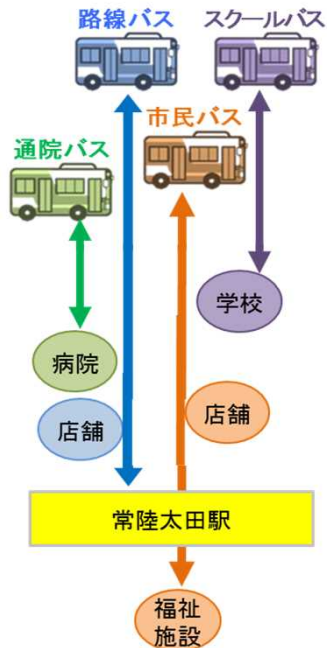 路線バス
スクールバス
市民バス
通院バス
学校
病院
店舗
店舗
常陸太田駅
福祉
施設